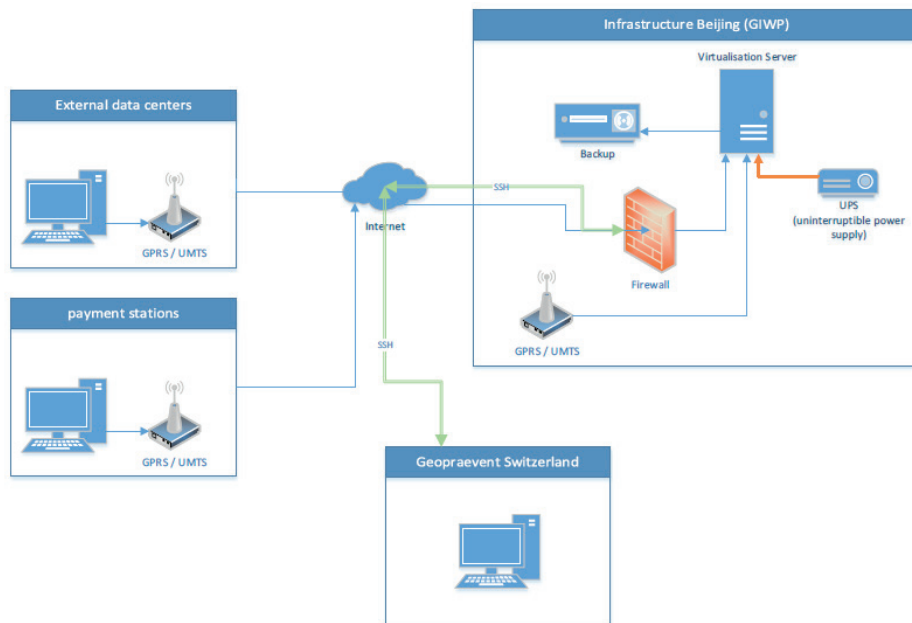 Infrastructure Beijing (GIWP)
Virtualisation Server
External data centers
Backup
SSH
UPS
(uninterruptible power
supply)
Internet
GPRS / UMTS
Firewall
payment stations
SSH
GPRS / UMTS
GPRS / UMTS
Geopraevent Switzerland